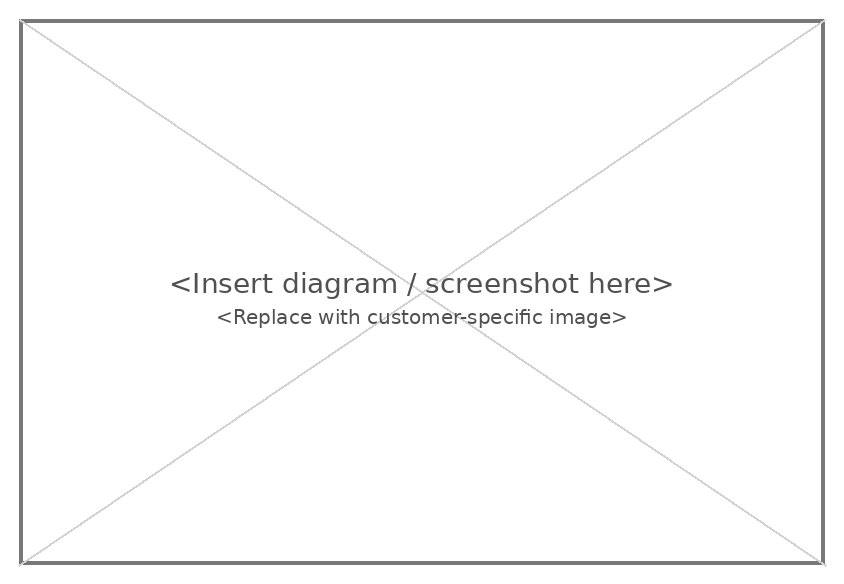 <Insert diagram / screenshot here>
<Replace with customer-specific image>